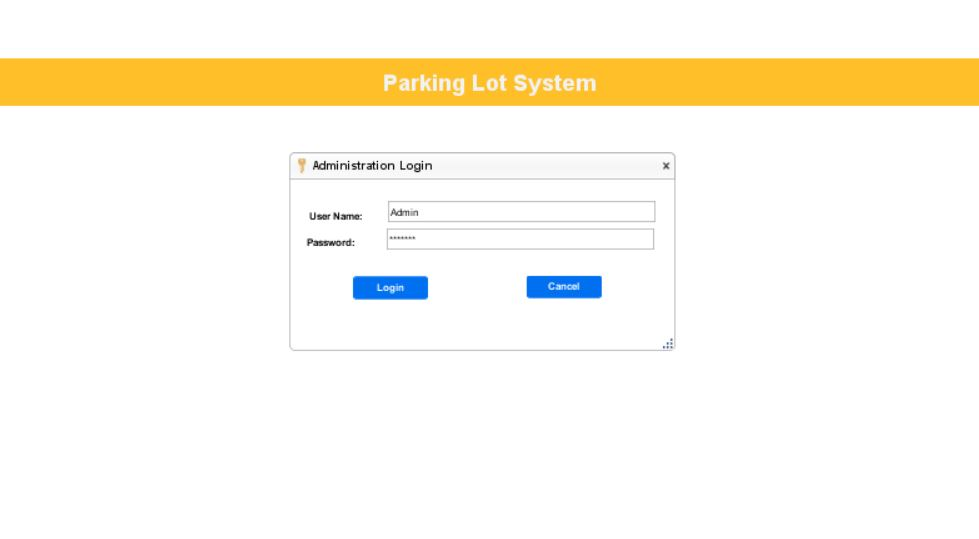 Parking Lot System
Administration Login
User Name: Admin
Password: *******
Login Cancel